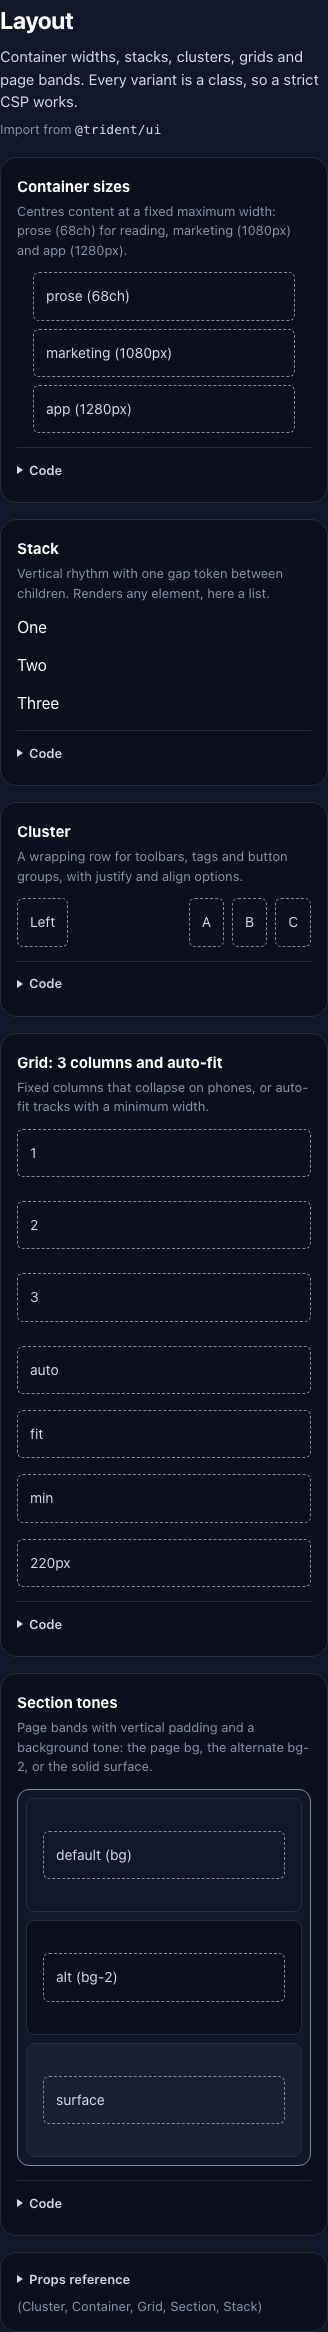 Layout
Container widths, stacks, clusters, grids and
page bands. Every variant is a class, so a strict
CSP works.
Import from @trident/ui
Container sizes
Centres content at a fixed maximum width:
prose (68ch) for reading, marketing (1080px)
and app (1280px).
prose (68ch)
marketing (1080px)
app (1280px)
Code
Stack
Vertical rhythm with one gap token between
children. Renders any element, here a list.
One
Two
Three
Code
Cluster
A wrapping row for toolbars, tags and button
groups, with justify and align options.
Left A B C
Code
Grid: 3 columns and auto-fit
Fixed columns that collapse on phones, or auto-
fit tracks with a minimum width.
1
2
3
auto
fit
min
220px
Code
Section tones
Page bands with vertical padding and a
background tone: the page bg, the alternate bg-
2, or the solid surface.
default (bg)
alt (bg-2)
surface
Code
Props reference
(Cluster, Container, Grid, Section, Stack)